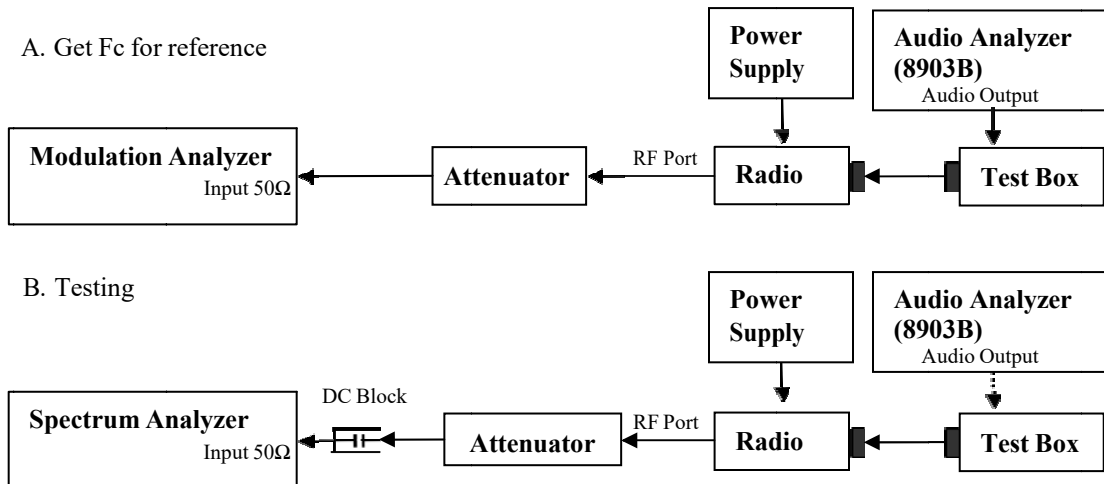 A. Get Fc for reference
Power
Supply
Audio Analyzer
(8903B)
Audio Output
Modulation Analyzer
Input 50Ω
Attenuator
RF Port
Radio
Test Box
B. Testing
Power
Supply
Audio Analyzer
(8903B)
Audio Output
Spectrum Analyzer
Input 50Ω
DC Block
Attenuator
RF Port
Radio
Test Box